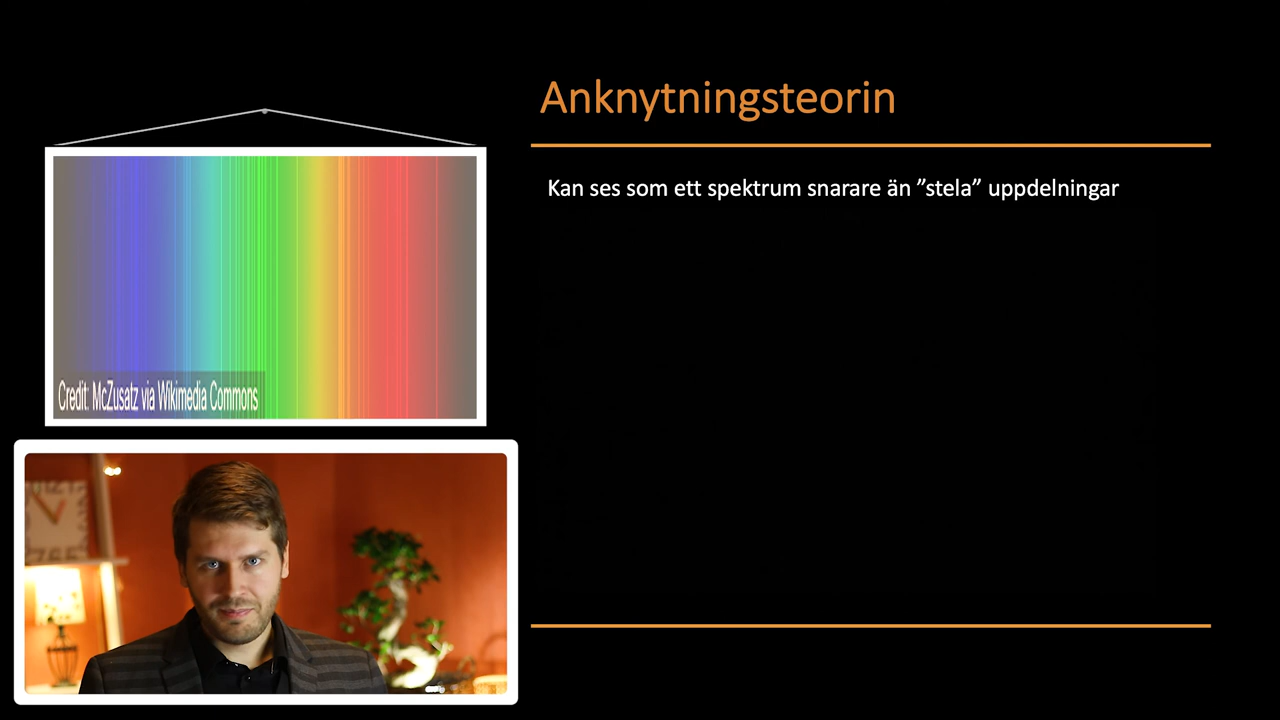 Anknytningsteorin
Kan ses som ett spektrum snarare än ”stela” uppdelningar
Credit: McZusatz via Wikimedia Commons